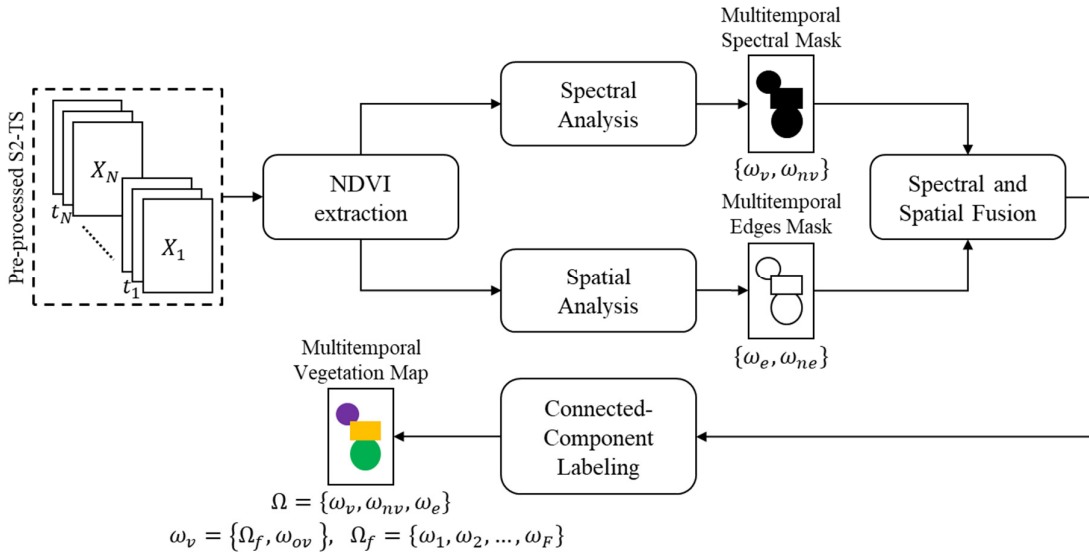 Pre-processed S2-TS
X_N
t_N
X_1
t_1
NDVI
extraction
Spectral
Analysis
Multitemporal
Spectral Mask
{ω_v, ω_nv}
Spatial
Analysis
Multitemporal
Edges Mask
{ω_e, ω_ne}
Spectral and
Spatial Fusion
Connected-
Component
Labeling
Multitemporal
Vegetation Map
Ω = {ω_v, ω_nv, ω_e}
ω_v = {Ω_f, ω_ov}, Ω_f = {ω_1, ω_2, …, ω_F}